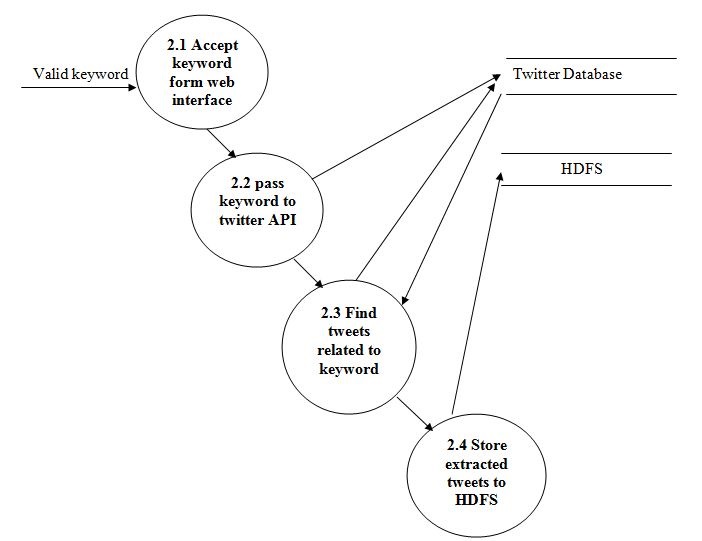 Valid keyword
2.1 Accept
keyword
form web
interface
Twitter Database
HDFS
2.2 pass
keyword to
twitter API
2.3 Find
tweets
related to
keyword
2.4 Store
extracted
tweets to
HDFS